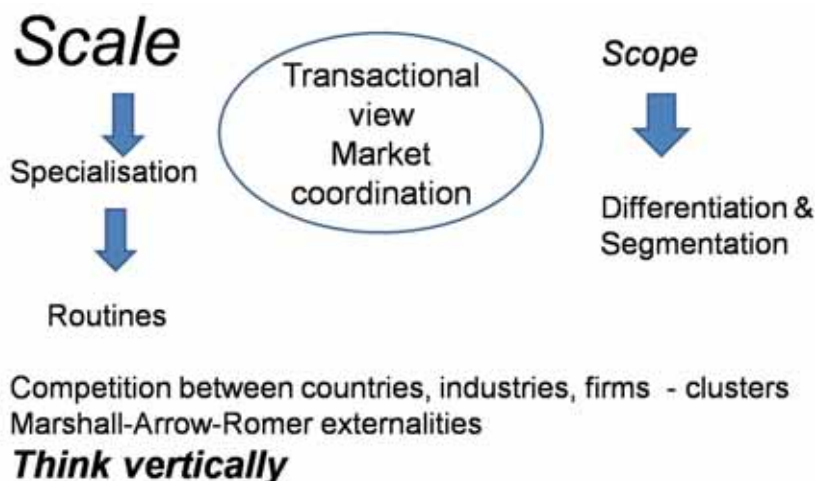 Scale
Specialisation
Routines
Transactional
view
Market
coordination
Scope
Differentiation &
Segmentation
Competition between countries, industries, firms - clusters
Marshall-Arrow-Romer externalities
Think vertically